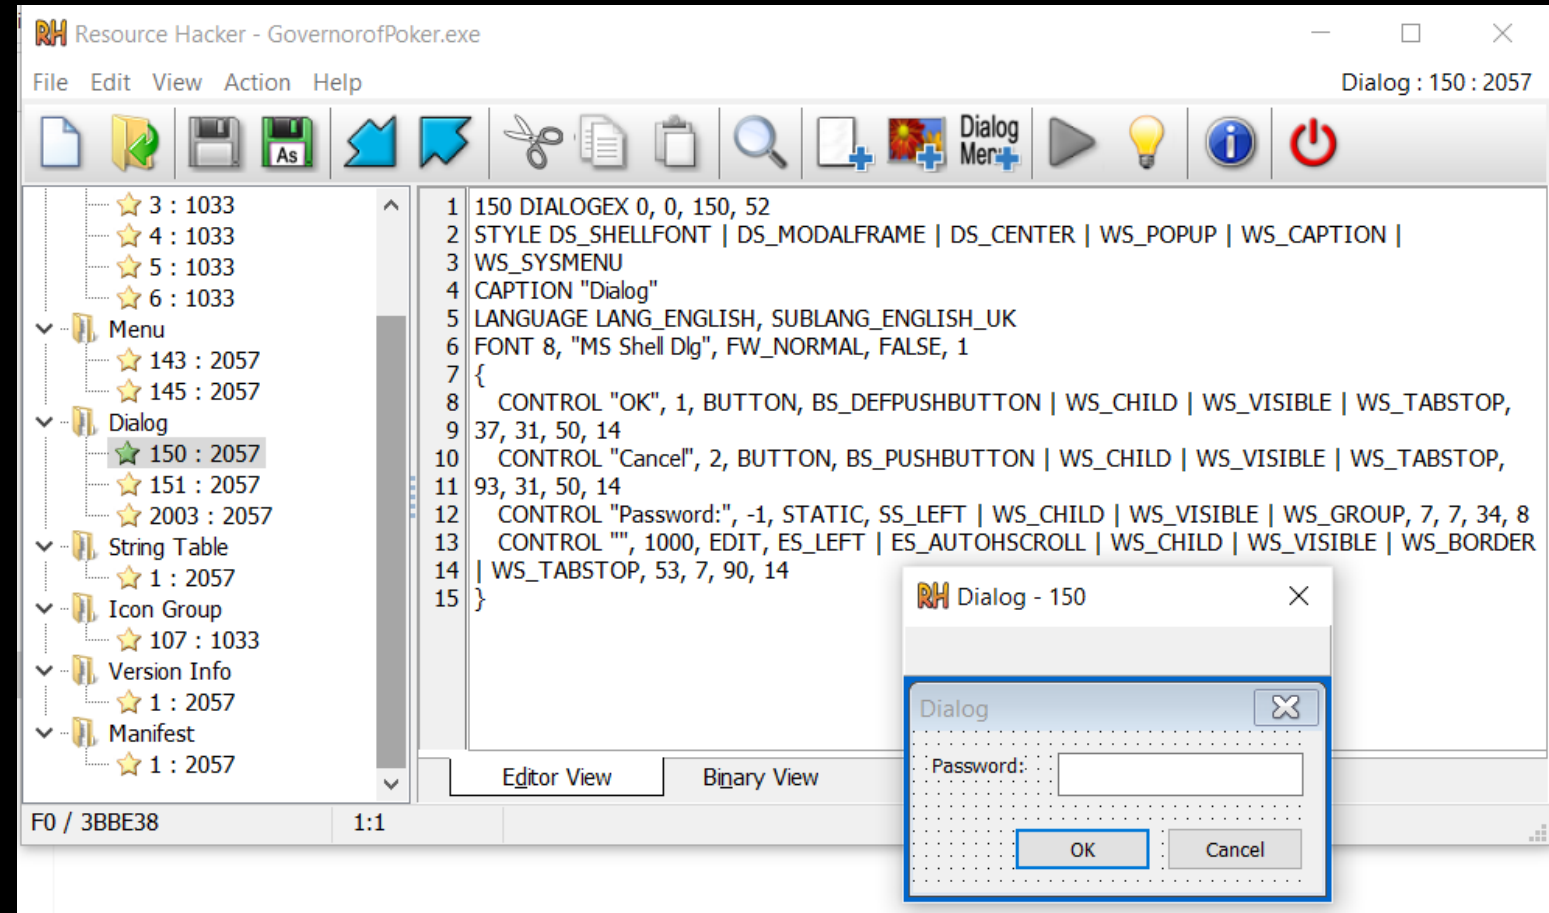 RH Resource Hacker - GovernorofPoker.exe
File Edit View Action Help
Dialog : 150 : 2057
As
Dialog
Men
3 : 1033
4 : 1033
5 : 1033
6 : 1033
Menu
143 : 2057
145 : 2057
Dialog
150 : 2057
151 : 2057
2003 : 2057
String Table
1 : 2057
Icon Group
107 : 1033
Version Info
1 : 2057
Manifest
1 : 2057
1 150 DIALOGEX 0, 0, 150, 52
2 STYLE DS_SHELLFONT | DS_MODALFRAME | DS_CENTER | WS_POPUP | WS_CAPTION |
3 WS_SYSMENU
4 CAPTION "Dialog"
5 LANGUAGE LANG_ENGLISH, SUBLANG_ENGLISH_UK
6 FONT 8, "MS Shell Dlg", FW_NORMAL, FALSE, 1
7 {
8 CONTROL "OK", 1, BUTTON, BS_DEFPUSHBUTTON | WS_CHILD | WS_VISIBLE | WS_TABSTOP,
9 37, 31, 50, 14
10 CONTROL "Cancel", 2, BUTTON, BS_PUSHBUTTON | WS_CHILD | WS_VISIBLE | WS_TABSTOP,
11 93, 31, 50, 14
12 CONTROL "Password:", -1, STATIC, SS_LEFT | WS_CHILD | WS_VISIBLE | WS_GROUP, 7, 7, 34, 8
13 CONTROL "", 1000, EDIT, ES_LEFT | ES_AUTOHSCROLL | WS_CHILD | WS_VISIBLE | WS_BORDER
14 | WS_TABSTOP, 53, 7, 90, 14
15 }
RH Dialog - 150
Dialog
Password:
OK Cancel
Editor View Binary View
F0 / 3BBE38 1:1